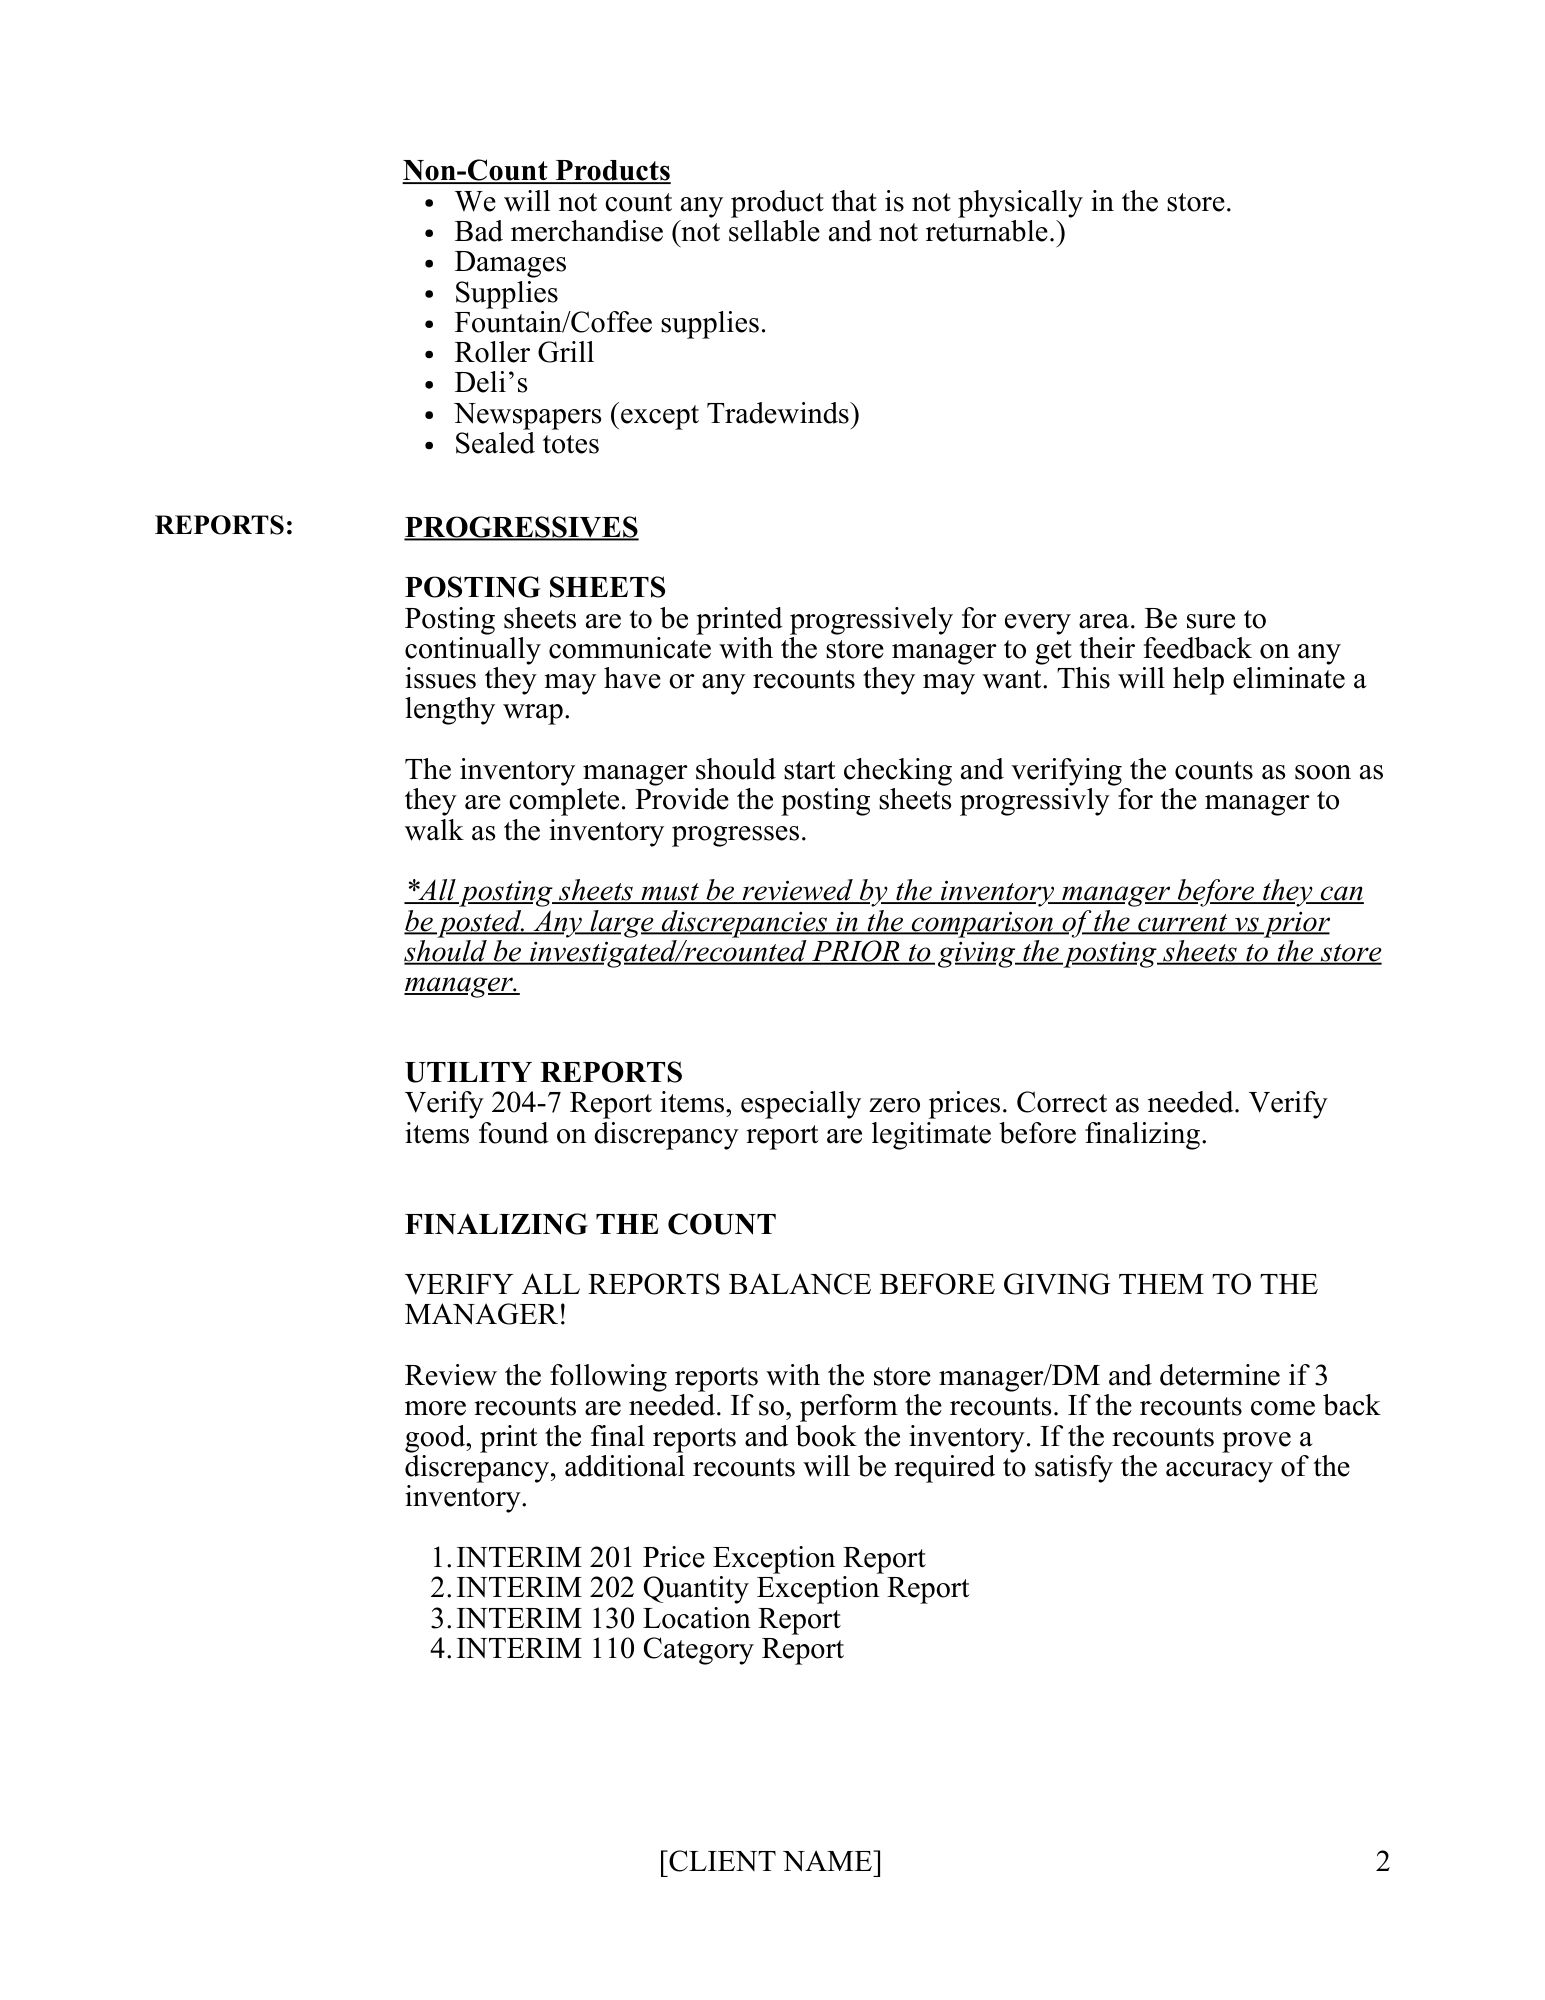 Non-Count Products
• We will not count any product that is not physically in the store.
• Bad merchandise (not sellable and not returnable.)
• Damages
• Supplies
• Fountain/Coffee supplies.
• Roller Grill
• Deli’s
• Newspapers (except Tradewinds)
• Sealed totes
REPORTS: PROGRESSIVES
POSTING SHEETS
Posting sheets are to be printed progressively for every area. Be sure to
continually communicate with the store manager to get their feedback on any
issues they may have or any recounts they may want. This will help eliminate a
lengthy wrap.
The inventory manager should start checking and verifying the counts as soon as
they are complete. Provide the posting sheets progressivly for the manager to
walk as the inventory progresses.
*All posting sheets must be reviewed by the inventory manager before they can
be posted. Any large discrepancies in the comparison of the current vs prior
should be investigated/recounted PRIOR to giving the posting sheets to the store
manager.
UTILITY REPORTS
Verify 204-7 Report items, especially zero prices. Correct as needed. Verify
items found on discrepancy report are legitimate before finalizing.
FINALIZING THE COUNT
VERIFY ALL REPORTS BALANCE BEFORE GIVING THEM TO THE
MANAGER!
Review the following reports with the store manager/DM and determine if 3
more recounts are needed. If so, perform the recounts. If the recounts come back
good, print the final reports and book the inventory. If the recounts prove a
discrepancy, additional recounts will be required to satisfy the accuracy of the
inventory.
1. INTERIM 201 Price Exception Report
2. INTERIM 202 Quantity Exception Report
3. INTERIM 130 Location Report
4. INTERIM 110 Category Report
[CLIENT NAME] 2